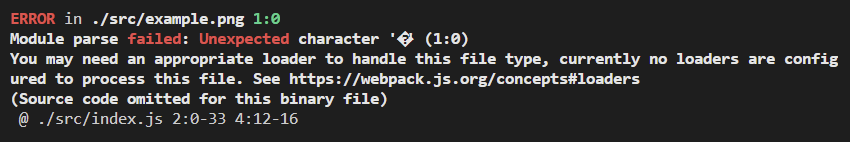 ERROR in ./src/example.png 1:0
Module parse failed: Unexpected character '�' (1:0)
You may need an appropriate loader to handle this file type, currently no loaders are config
ured to process this file. See https://webpack.js.org/concepts#loaders
(Source code omitted for this binary file)
@ ./src/index.js 2:0-33 4:12-16